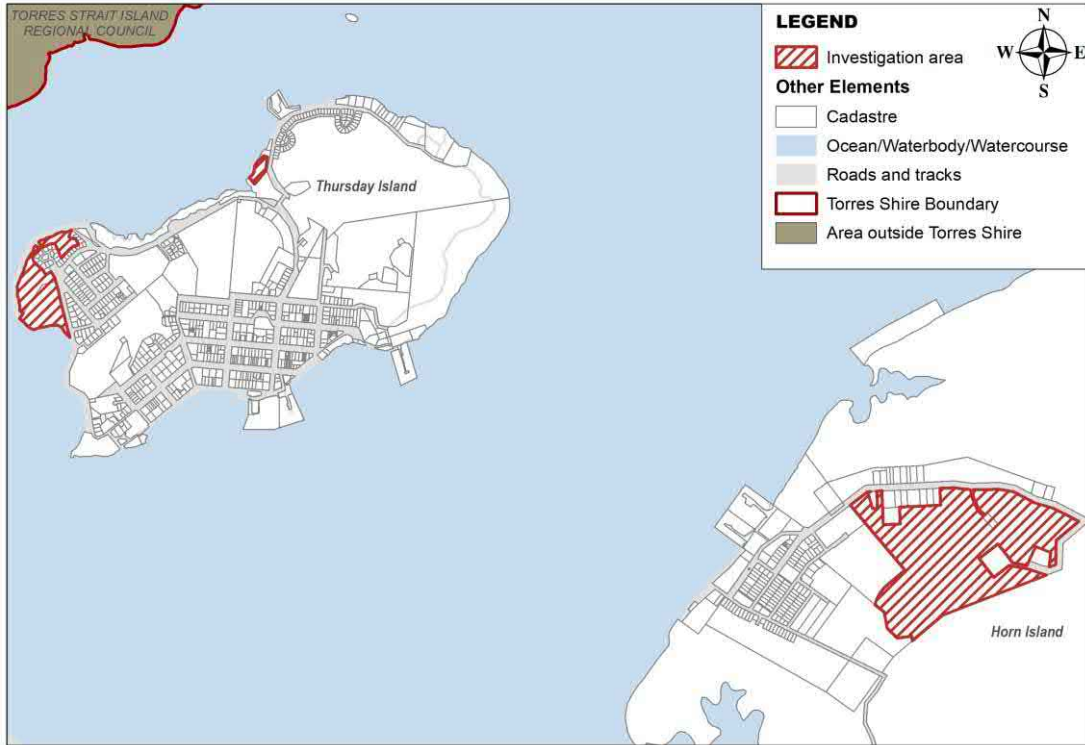 TORRES STRAIT ISLAND
REGIONAL COUNCIL
Thursday Island
Horn Island
LEGEND
Investigation area
Other Elements
Cadastre
Ocean/Waterbody/Watercourse
Roads and tracks
Torres Shire Boundary
Area outside Torres Shire
N
W E
S